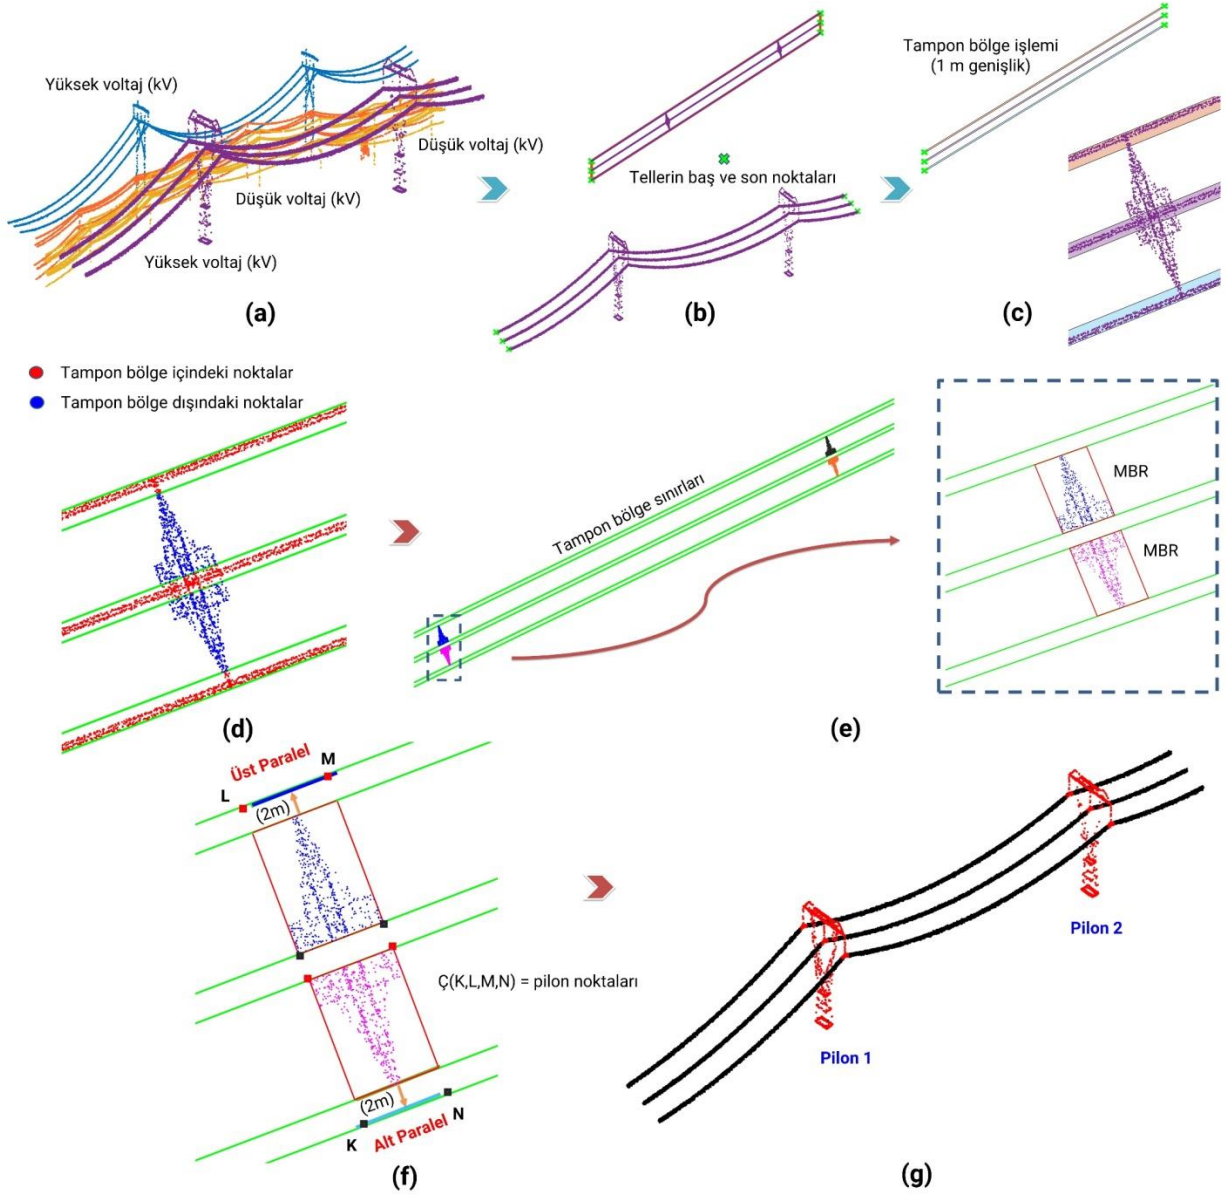 Yüksek voltaj (kV)
Düşük voltaj (kV)
Düşük voltaj (kV)
Yüksek voltaj (kV)
(a)
Tellerin baş ve son noktaları
(b)
Tampon bölge işlemi
(1 m genişlik)
(c)
Tampon bölge içindeki noktalar
Tampon bölge dışındaki noktalar
(d)
Tampon bölge sınırları
MBR
MBR
(e)
Üst Paralel
M
L
(2m)
Ç(K,L,M,N) = pilon noktaları
(2m)
N
K
Alt Paralel
(f)
Pilon 2
Pilon 1
(g)